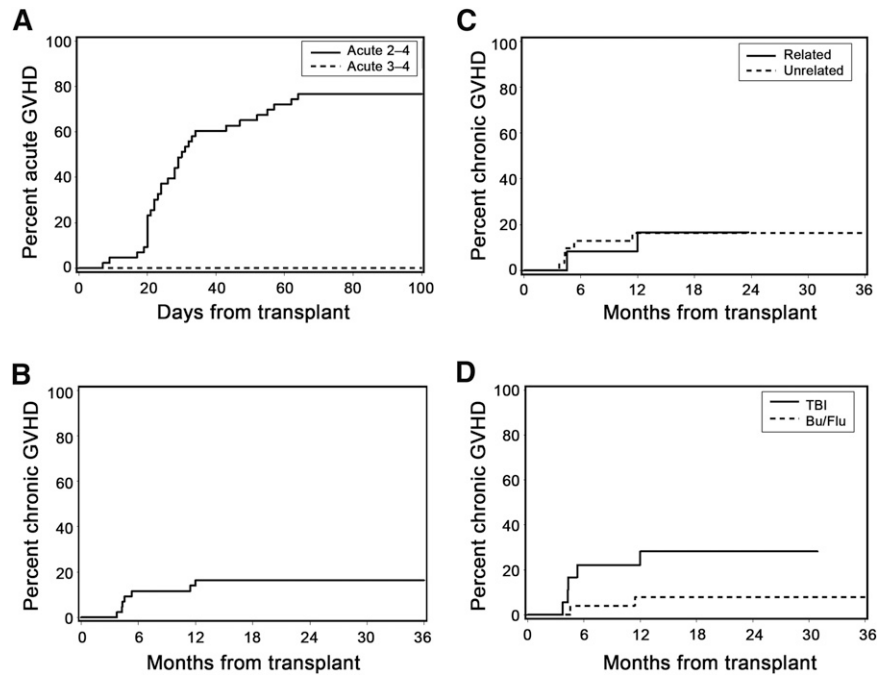 A
Percent acute GVHD
100
80
60
40
20
0
Acute 2–4
Acute 3–4
0 20 40 60 80 100
Days from transplant
C
Percent chronic GVHD
100
80
60
40
20
0
Related
Unrelated
0 6 12 18 24 30 36
Months from transplant
B
Percent chronic GVHD
100
80
60
40
20
0
0 6 12 18 24 30 36
Months from transplant
D
Percent chronic GVHD
100
80
60
40
20
0
TBI
Bu/Flu
0 6 12 18 24 30 36
Months from transplant